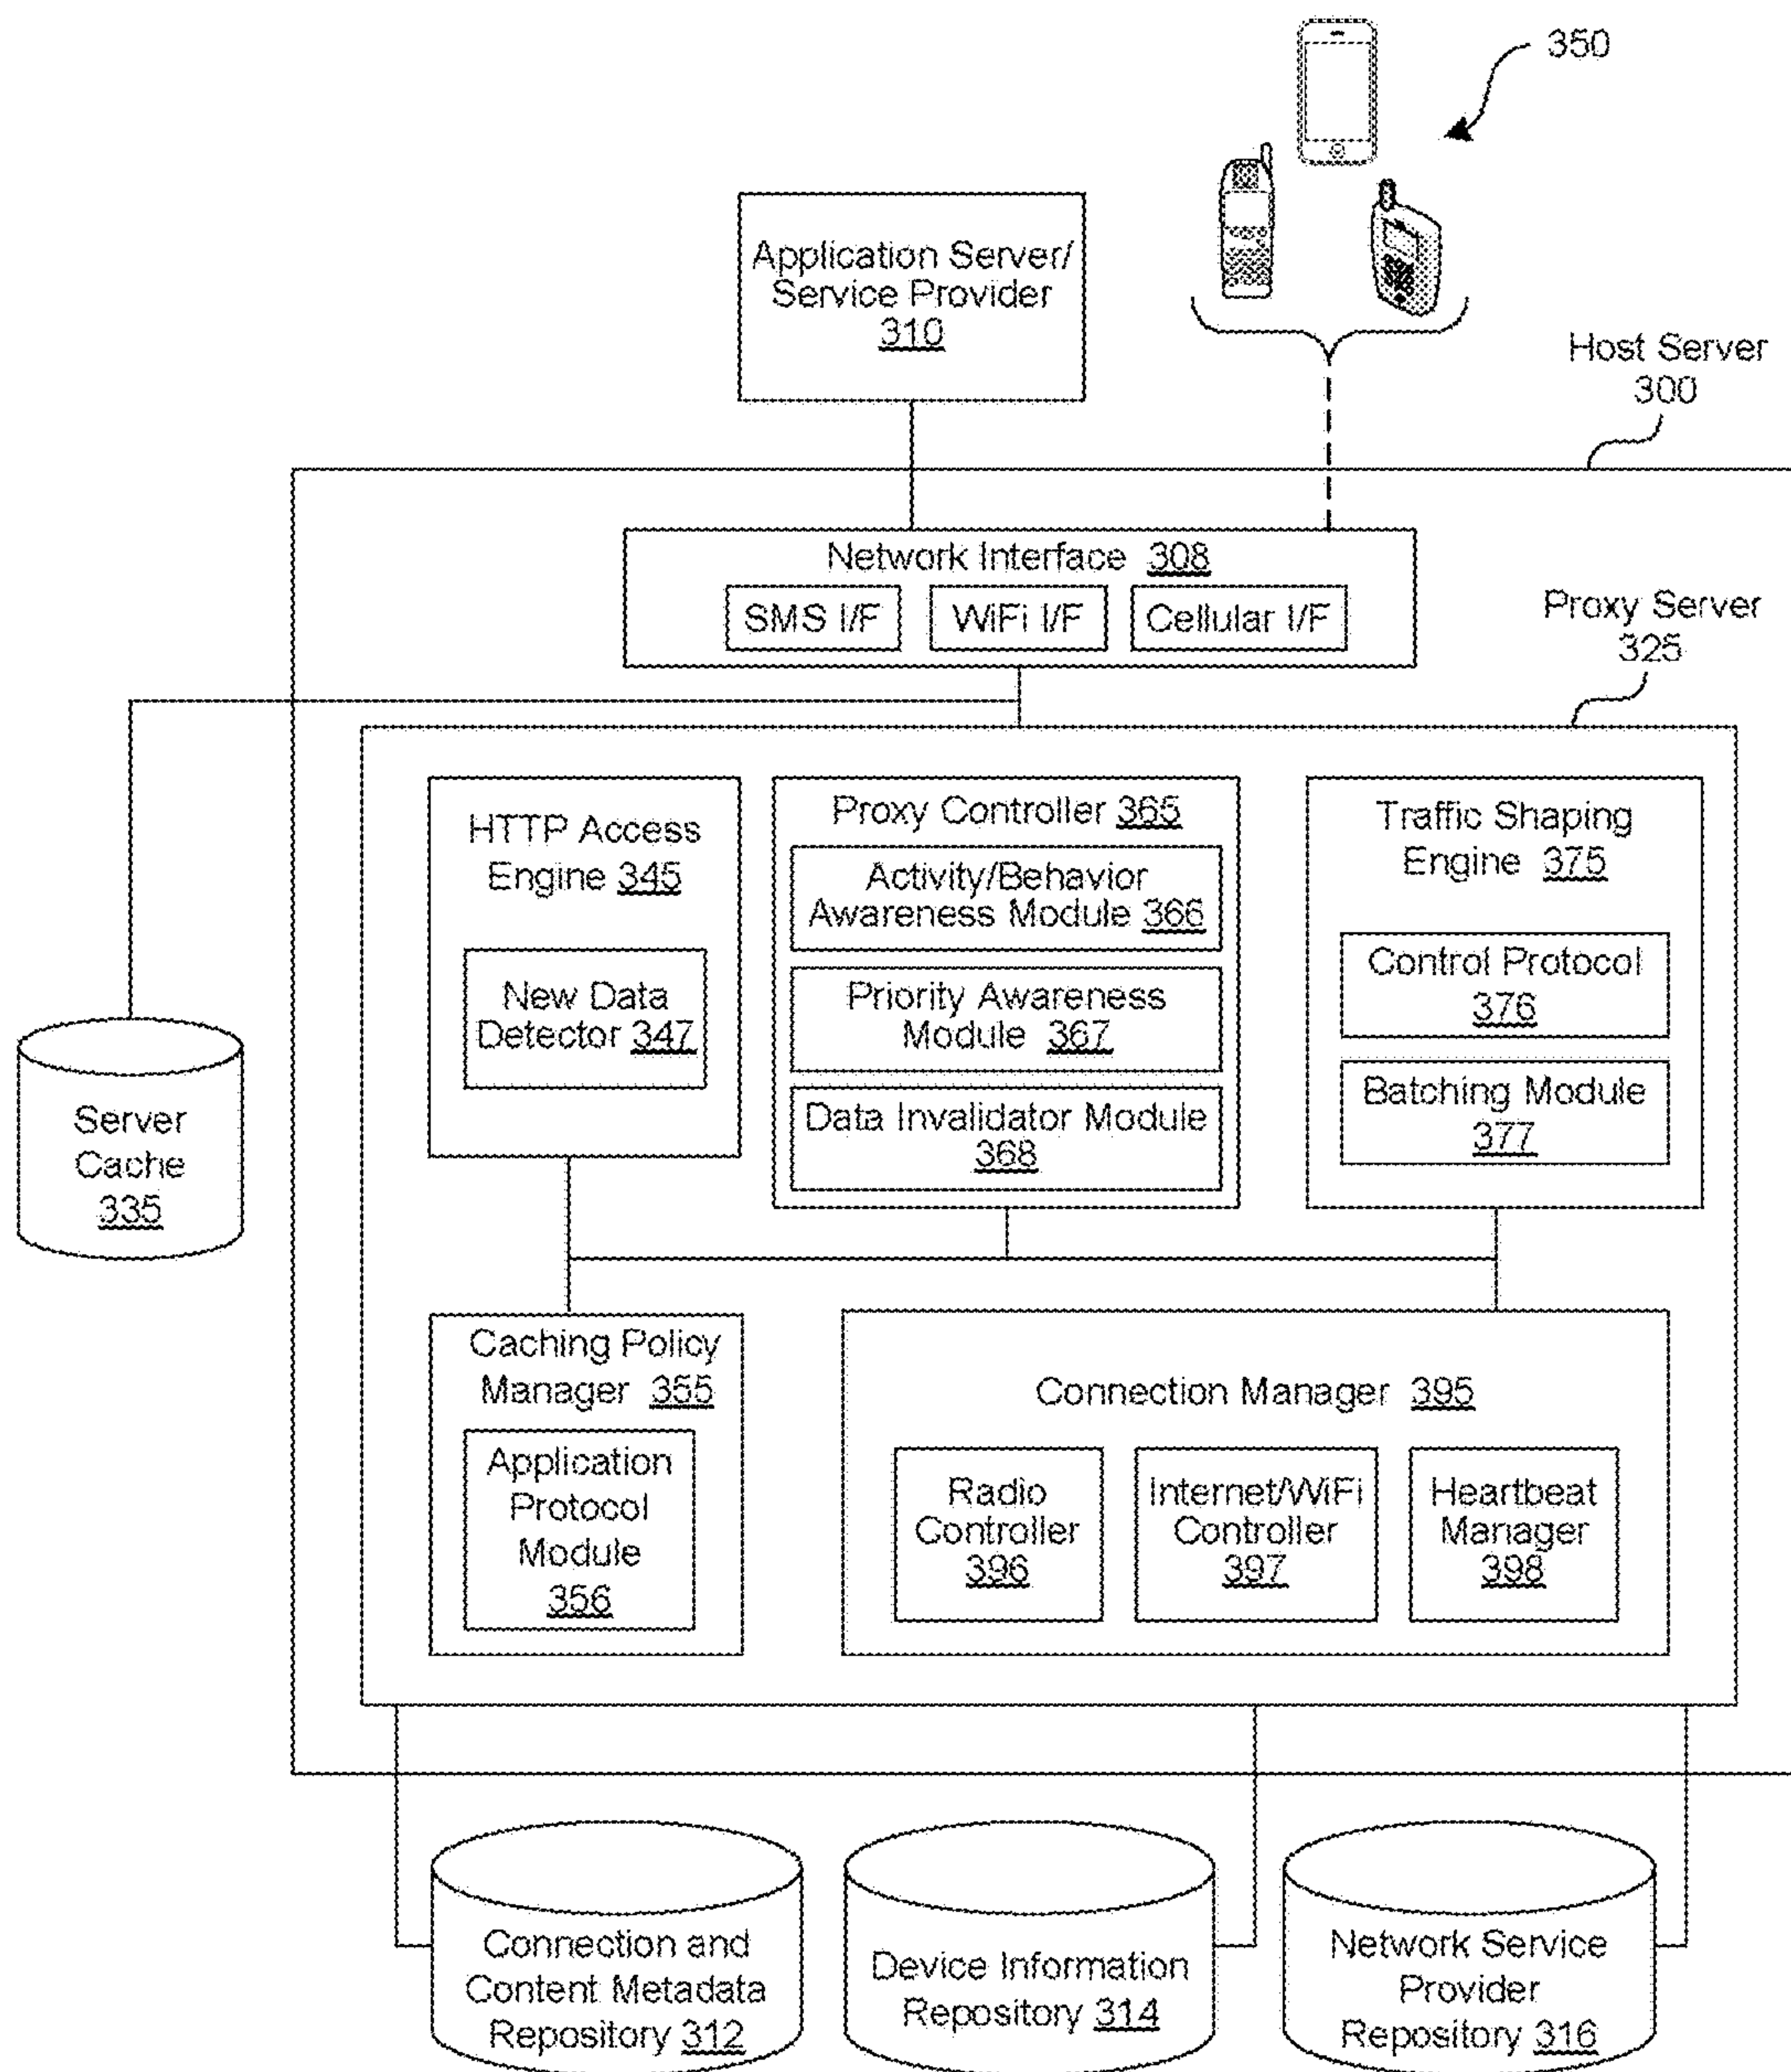 350
Application Server/
Service Provider
310
Host Server
300
Network Interface 308
SMS I/F
WiFi I/F
Cellular I/F
Proxy Server
325
HTTP Access
Engine 345
New Data
Detector 347
Proxy Controller 365
Activity/Behavior
Awareness Module 366
Priority Awareness
Module 367
Data Invalidator Module
368
Traffic Shaping
Engine 375
Control Protocol
376
Batching Module
377
Server
Cache
335
Caching Policy
Manager 355
Application
Protocol
Module
356
Connection Manager 395
Radio
Controller
396
Internet/WiFi
Controller
397
Heartbeat
Manager
398
Connection and
Content Metadata
Repository 312
Device Information
Repository 314
Network Service
Provider
Repository 316